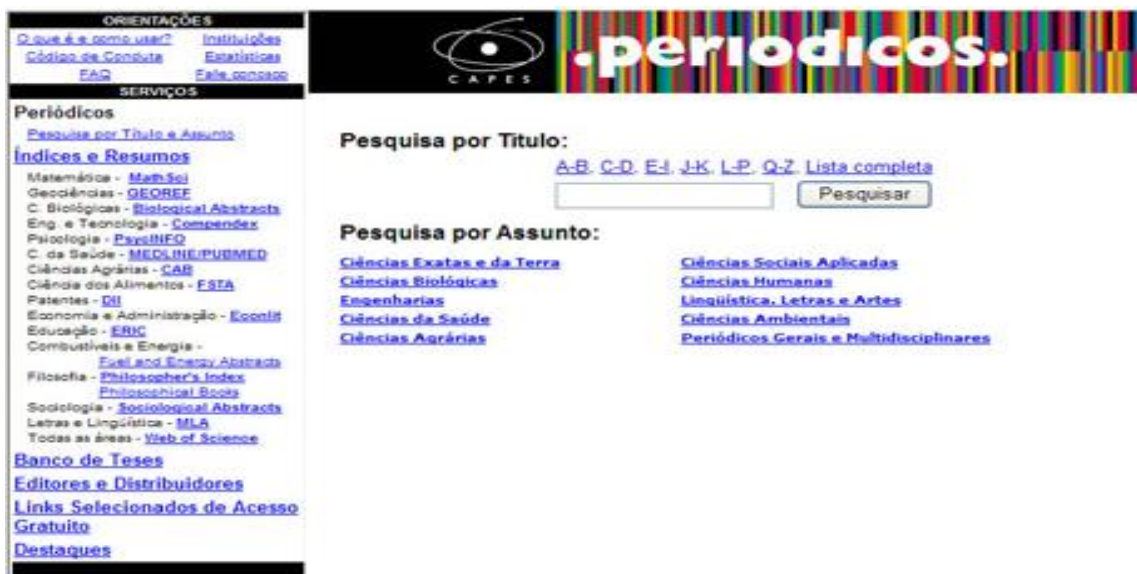 ORIENTAÇÕES
O que é e como usar? Instituições
Código de Conduta Estatísticas
FAQ Fale conosco
SERVIÇOS
Periódicos
Pesquisa por Título e Assunto
Índices e Resumos
Matemática - MathSci
Geociências - GEOREF
C. Biológicas - Biological Abstracts
Eng. e Tecnologia - Compendex
Psicologia - PsycINFO
C. da Saúde - MEDLINE/PUBMED
Ciências Agrárias - CAB
Ciência dos Alimentos - FSTA
Patentes - DII
Economia e Administração - Econlit
Educação - ERIC
Combustíveis e Energia -
Fuel and Energy Abstracts
Filosofia - Philosopher's Index
Philosophical Books
Sociologia - Sociological Abstracts
Letras e Lingüística - MLA
Todas as áreas - Web of Science
Banco de Teses
Editores e Distribuidores
Links Selecionados de Acesso
Gratuito
Destaques
CAPES
.periodicos.
Pesquisa por Titulo:
A-B, C-D, E-I, J-K, L-P, Q-Z, Lista completa
Pesquisar
Pesquisa por Assunto:
Ciências Exatas e da Terra
Ciências Biológicas
Engenharias
Ciências da Saúde
Ciências Agrárias
Ciências Sociais Aplicadas
Ciências Humanas
Lingüística, Letras e Artes
Ciências Ambientais
Periódicos Gerais e Multidisciplinares